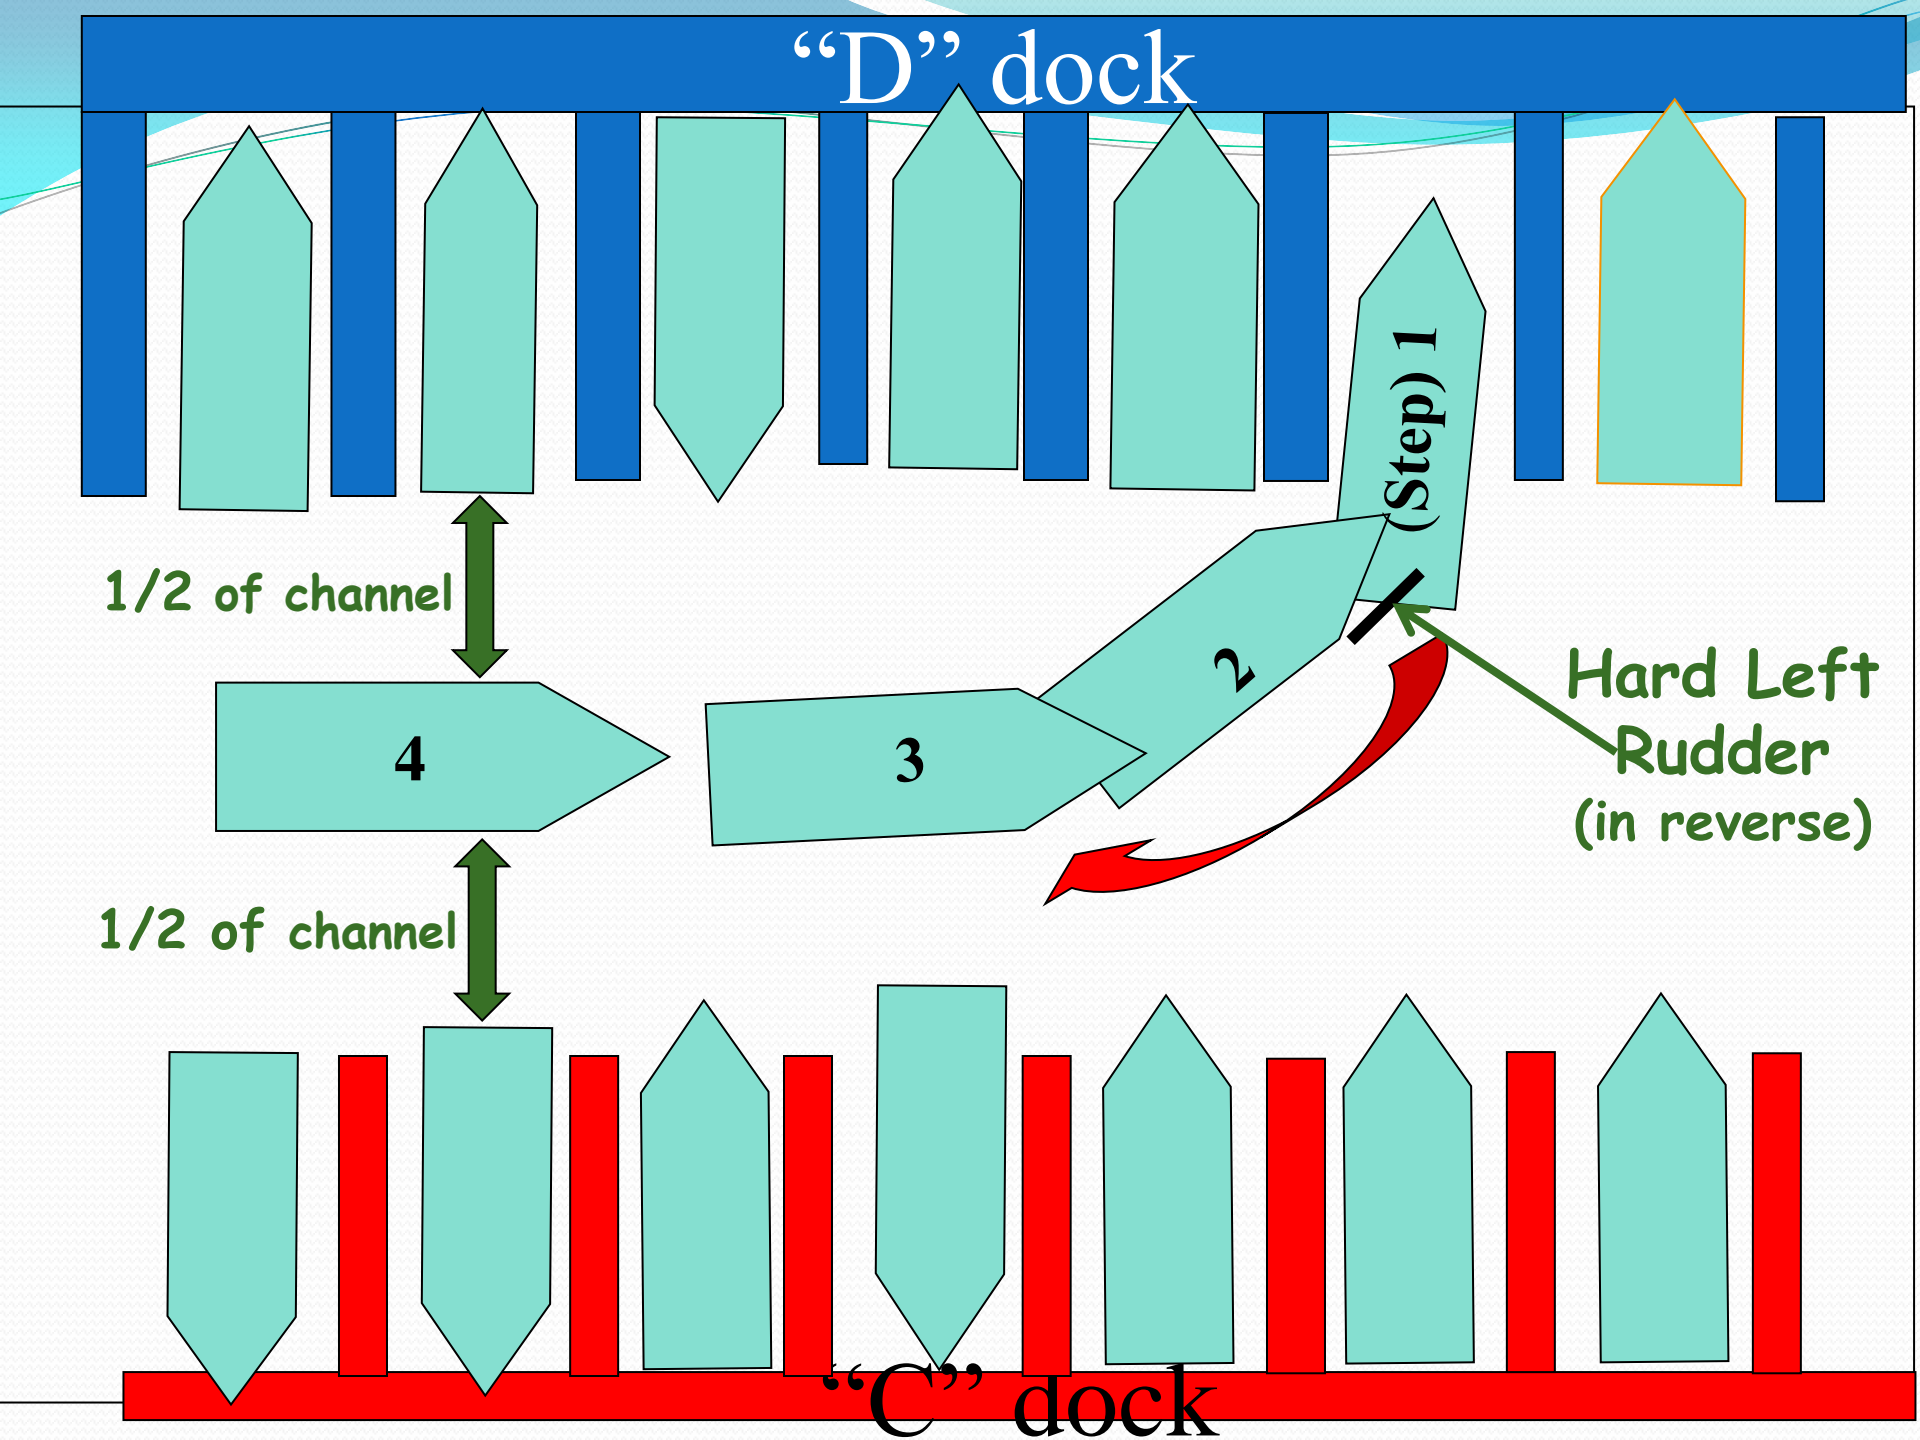 “D” dock
(Step) 1
1/2 of channel
2
Hard Left
Rudder
(in reverse)
4
3
1/2 of channel
“C” dock